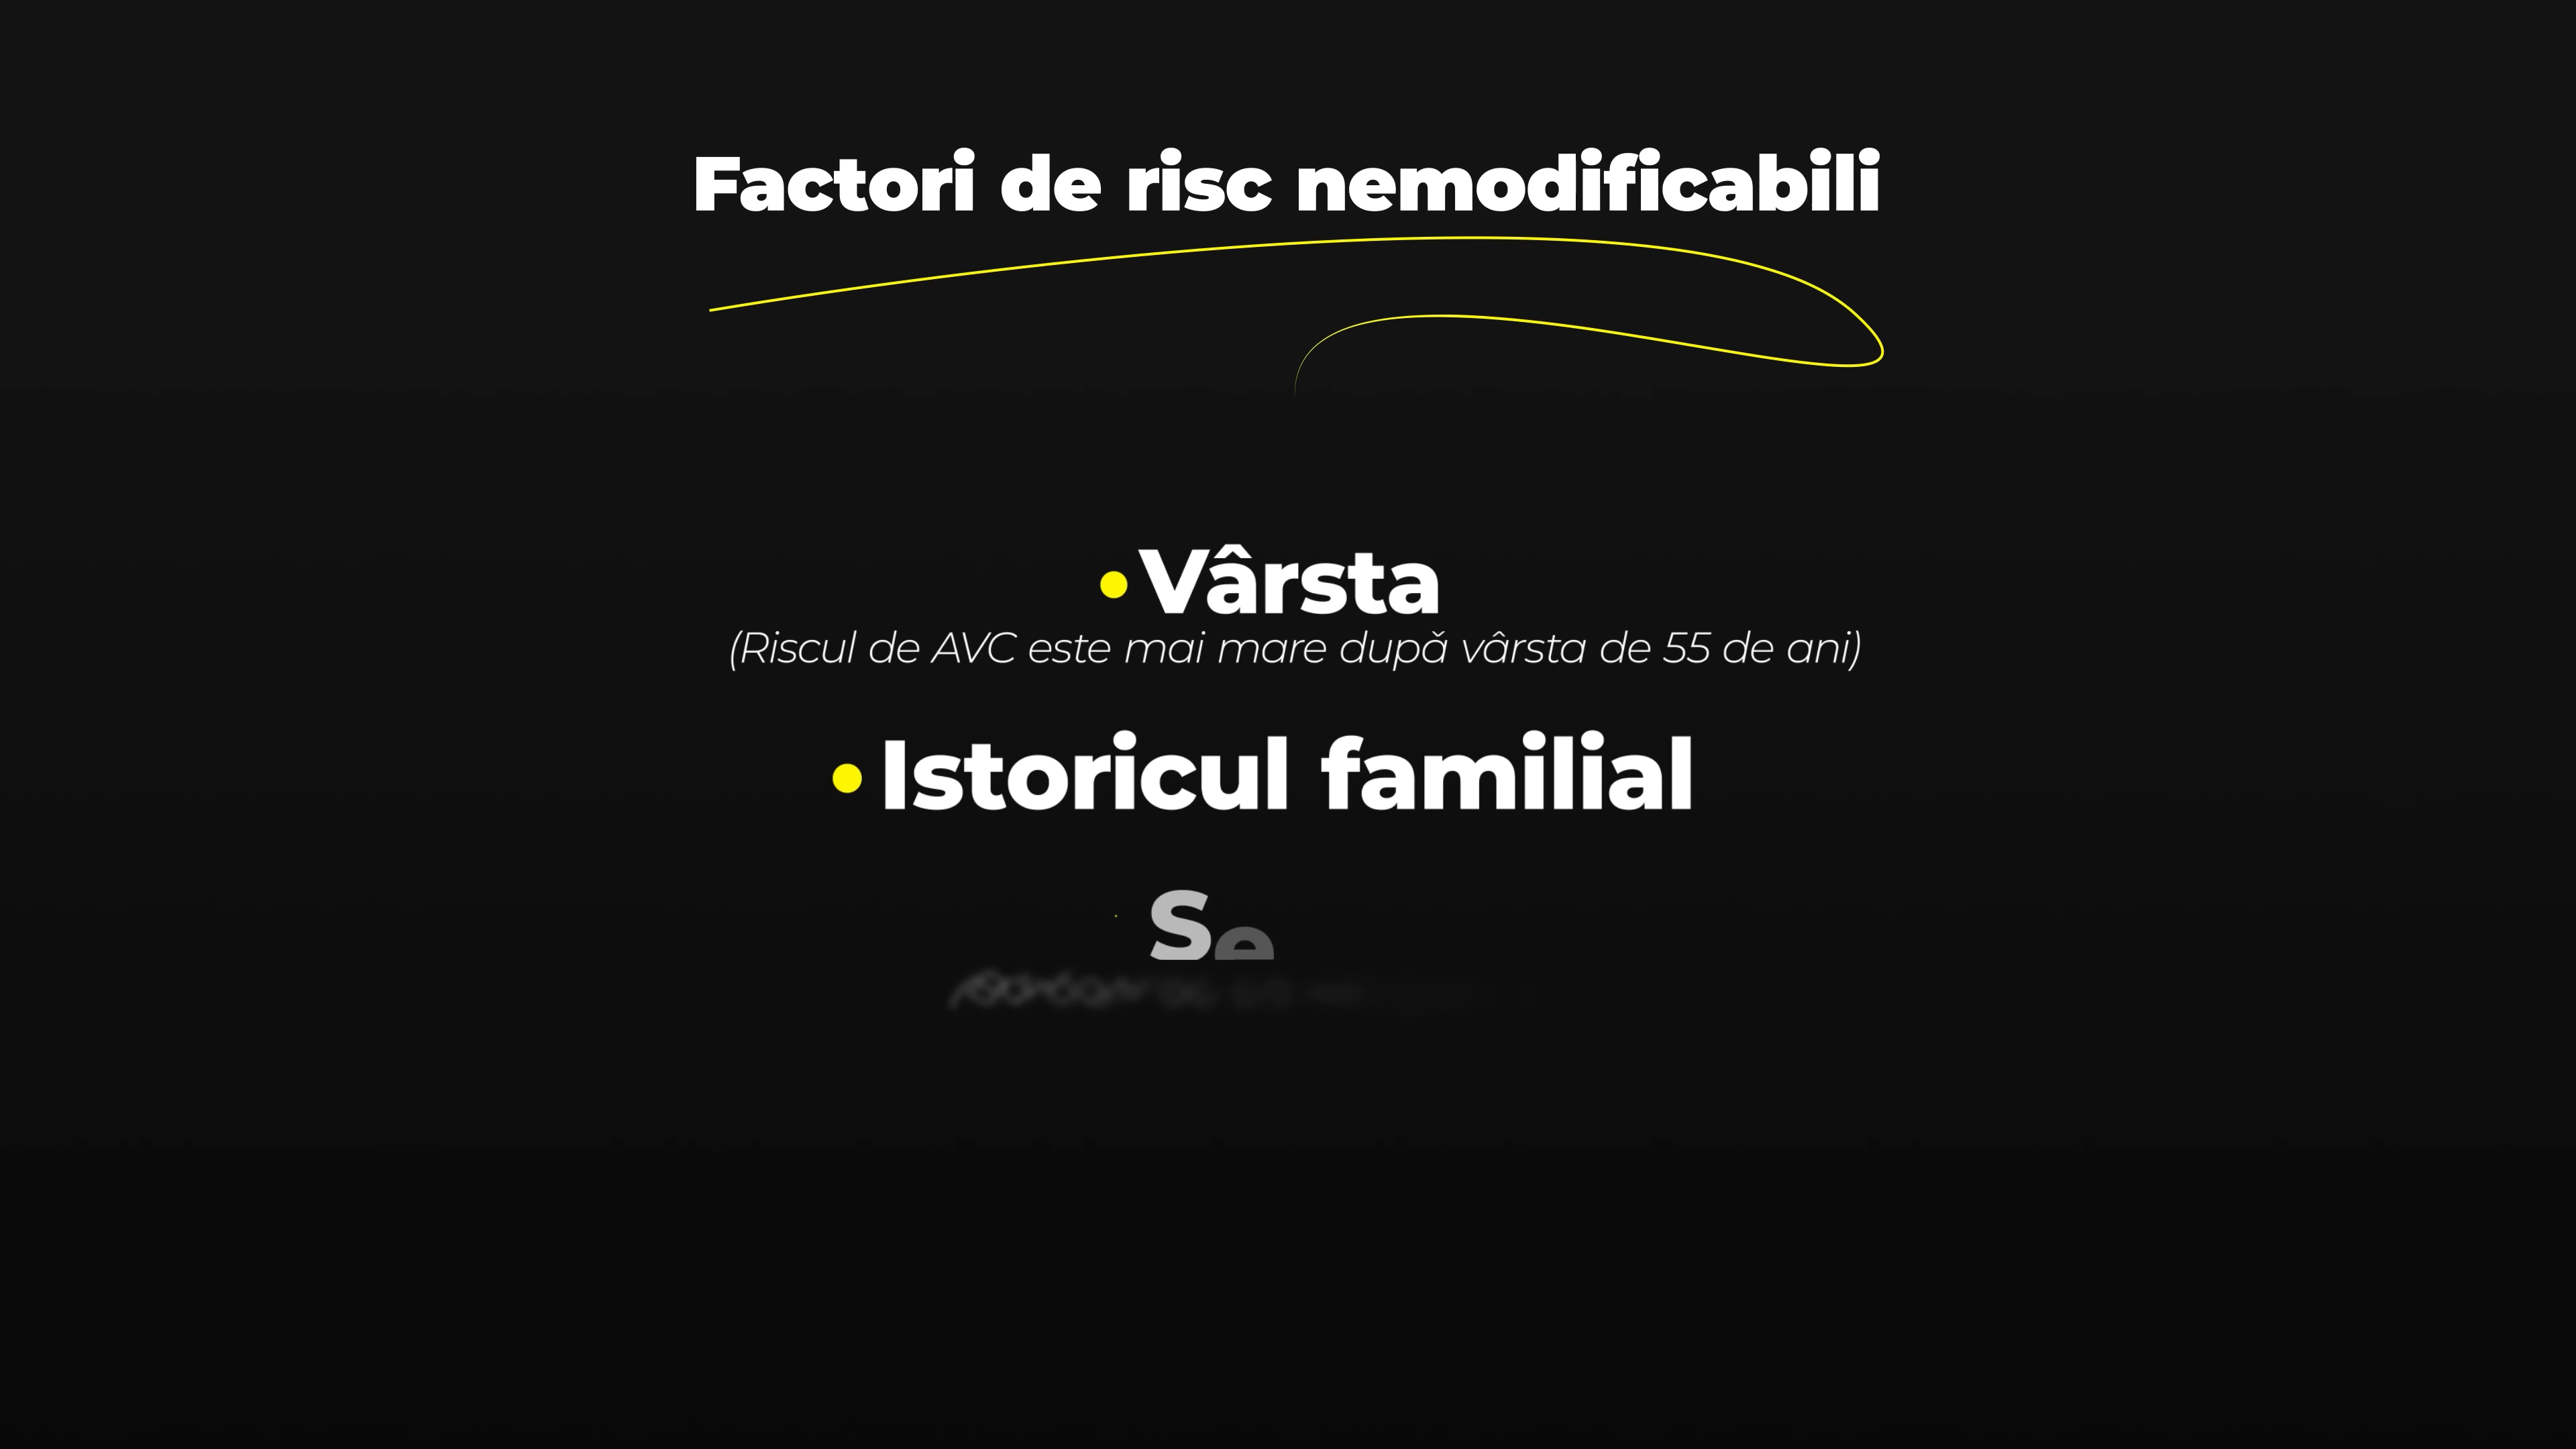 Factori de risc nemodificabili
• Vârsta
(Riscul de AVC este mai mare după vârsta de 55 de ani)
• Istoricul familial
Se